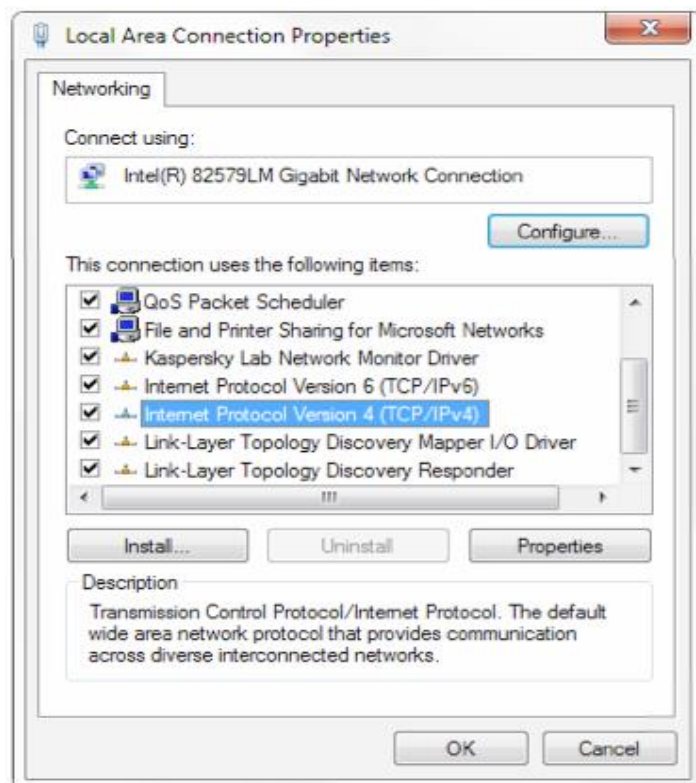 Local Area Connection Properties
Networking
Connect using:
Intel(R) 82579LM Gigabit Network Connection
Configure...
This connection uses the following items:
QoS Packet Scheduler
File and Printer Sharing for Microsoft Networks
Kaspersky Lab Network Monitor Driver
Internet Protocol Version 6 (TCP/IPv6)
Internet Protocol Version 4 (TCP/IPv4)
Link-Layer Topology Discovery Mapper I/O Driver
Link-Layer Topology Discovery Responder
Install... Uninstall Properties
Description
Transmission Control Protocol/Internet Protocol. The default
wide area network protocol that provides communication
across diverse interconnected networks.
OK Cancel